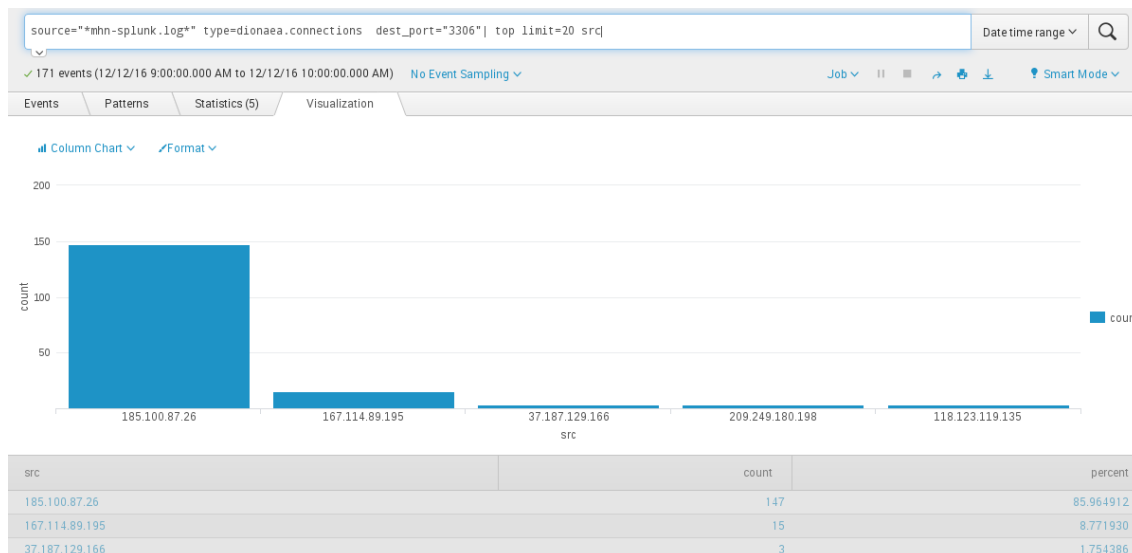 source="*mhn-splunk.log*" type=dionaea.connections  dest_port="3306"| top limit=20 src
Date time range
171 events (12/12/16 9:00:00.000 AM to 12/12/16 10:00:00.000 AM) No Event Sampling Job Smart Mode
Events Patterns Statistics (5) Visualization
Column Chart Format
200
150
100
50
count
185.100.87.26 167.114.89.195 37.187.129.166 209.249.180.198 118.123.119.135
src
cour
src count percent
185.100.87.26 147 85.964912
167.114.89.195 15 8.771930
37.187.129.166 3 1.754386